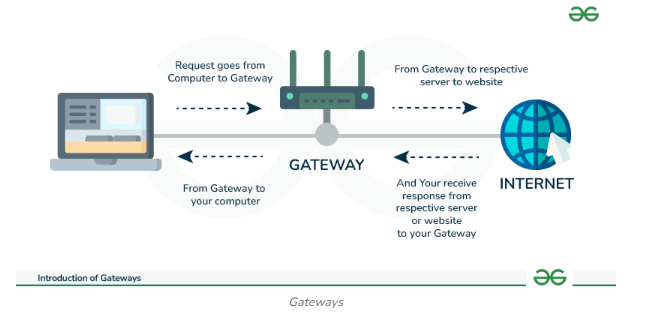 Request goes from
Computer to Gateway
From Gateway to respective
server to website
GATEWAY
INTERNET
From Gateway to
your computer
And Your receive
response from
respective server
or website
to your Gateway
Introduction of Gateways
Gateways